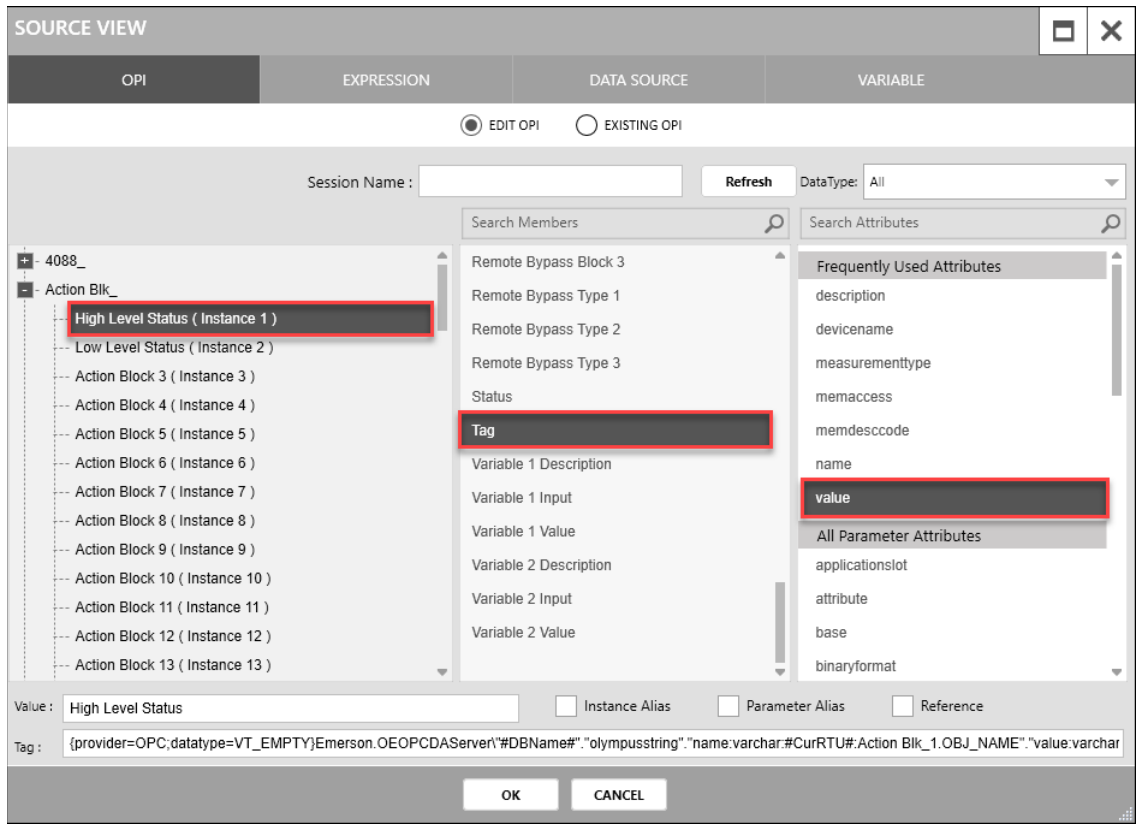 SOURCE VIEW
OPI
EXPRESSION
DATA SOURCE
VARIABLE
EDIT OPI
EXISTING OPI
Session Name :
Refresh
DataType: All
Search Members
Search Attributes
4088_
Action Blk_
High Level Status ( Instance 1 )
Low Level Status ( Instance 2 )
Action Block 3 ( Instance 3 )
Action Block 4 ( Instance 4 )
Action Block 5 ( Instance 5 )
Action Block 6 ( Instance 6 )
Action Block 7 ( Instance 7 )
Action Block 8 ( Instance 8 )
Action Block 9 ( Instance 9 )
Action Block 10 ( Instance 10 )
Action Block 11 ( Instance 11 )
Action Block 12 ( Instance 12 )
Action Block 13 ( Instance 13 )
Remote Bypass Block 3
Remote Bypass Type 1
Remote Bypass Type 2
Remote Bypass Type 3
Status
Tag
Variable 1 Description
Variable 1 Input
Variable 1 Value
Variable 2 Description
Variable 2 Input
Variable 2 Value
Frequently Used Attributes
description
devicename
measurementtype
memaccess
memdesccode
name
value
All Parameter Attributes
applicationslot
attribute
base
binaryformat
Value : High Level Status
Instance Alias
Parameter Alias
Reference
Tag : {provider=OPC;datatype=VT_EMPTY}Emerson.OEOPCDAServer\"#DBName#"."olympusstring"."name:varchar:#CurRTU#:Action Blk_1.OBJ_NAME"."value:varchar
OK
CANCEL